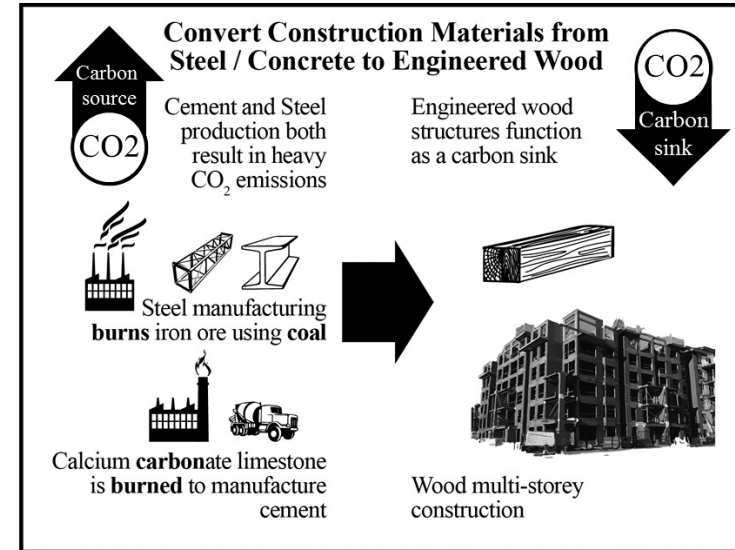 Convert Construction Materials from
Steel / Concrete to Engineered Wood
Carbon
source
CO2
Cement and Steel
production both
result in heavy
CO₂ emissions
Engineered wood
structures function
as a carbon sink
CO2
Carbon
sink
Steel manufacturing
burns iron ore using coal
Calcium carbonate limestone
is burned to manufacture
cement
Wood multi-storey
construction